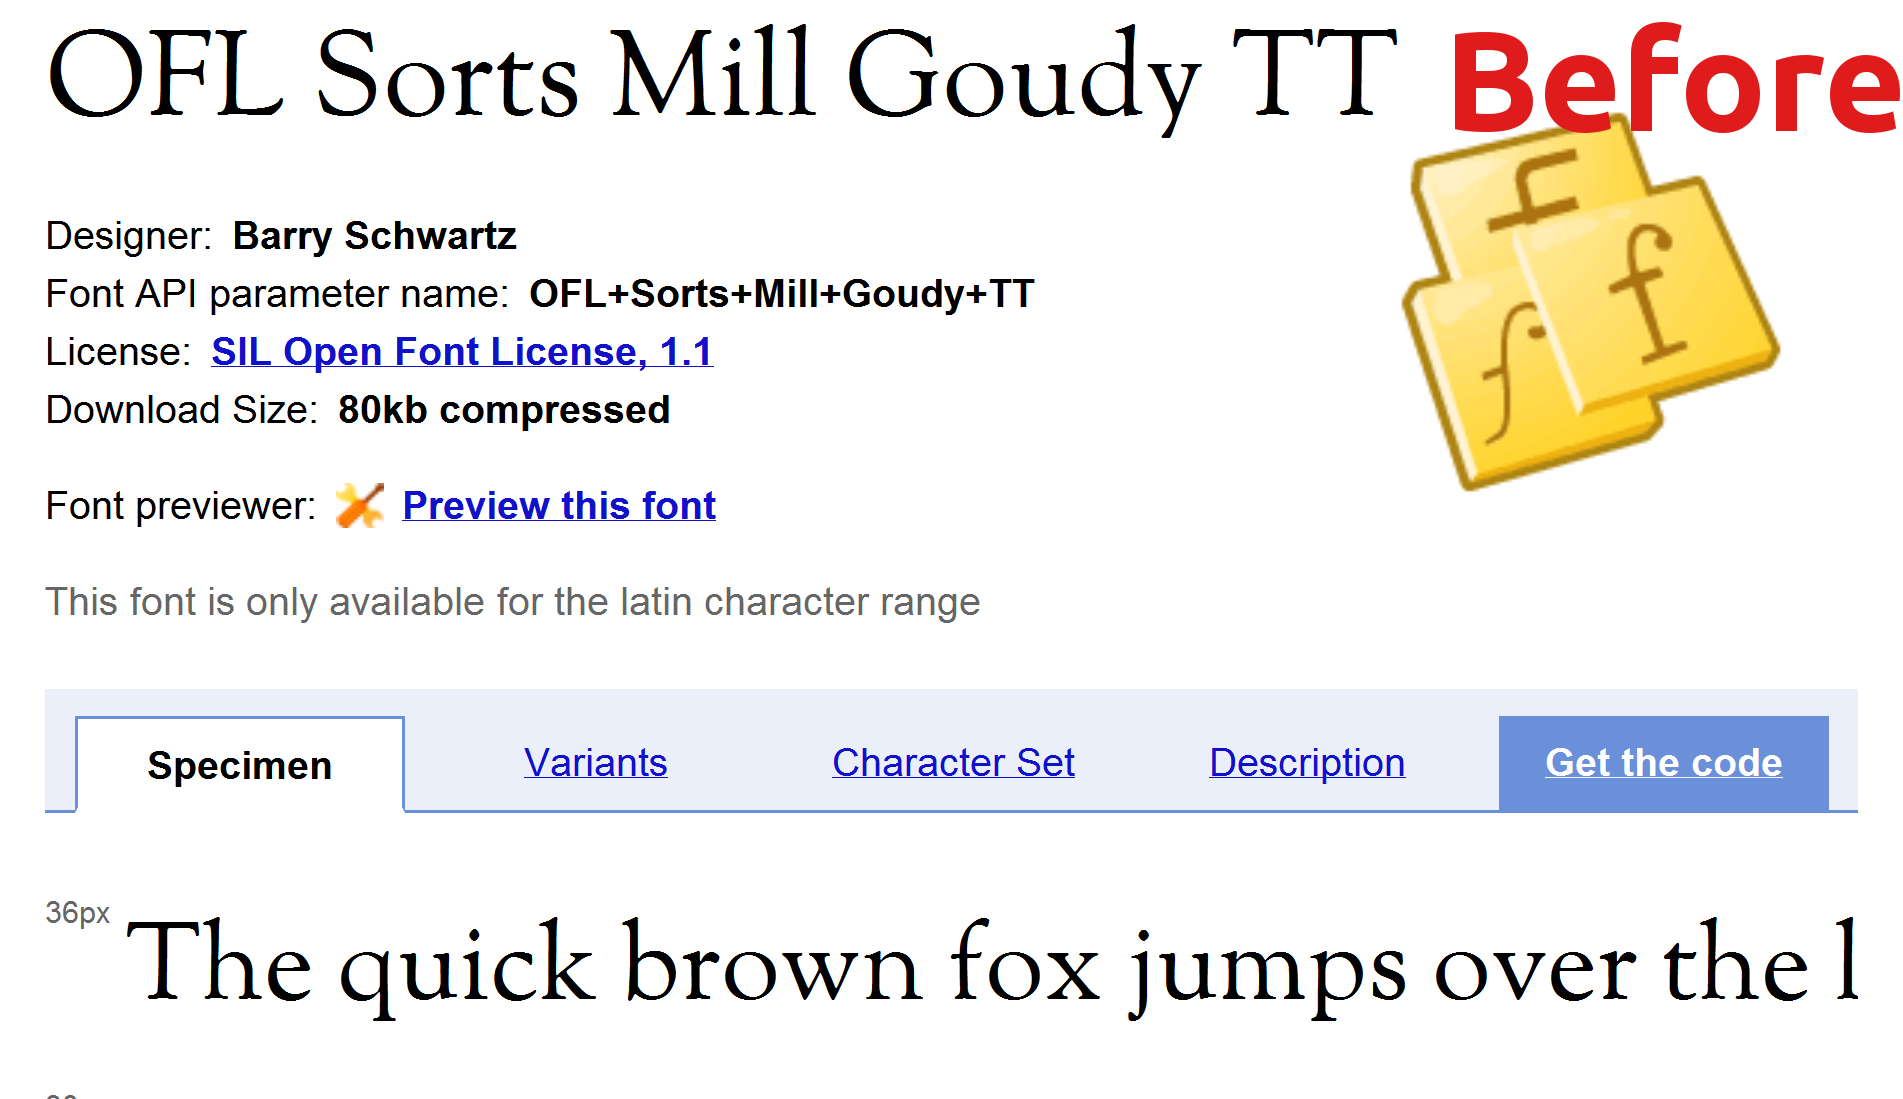 OFL Sorts Mill Goudy TT
Before
f
f
f
Designer: Barry Schwartz
Font API parameter name: OFL+Sorts+Mill+Goudy+TT
License: SIL Open Font License, 1.1
Download Size: 80kb compressed
Font previewer: Preview this font
This font is only available for the latin character range
Specimen Variants Character Set Description Get the code
36px
The quick brown fox jumps over the l